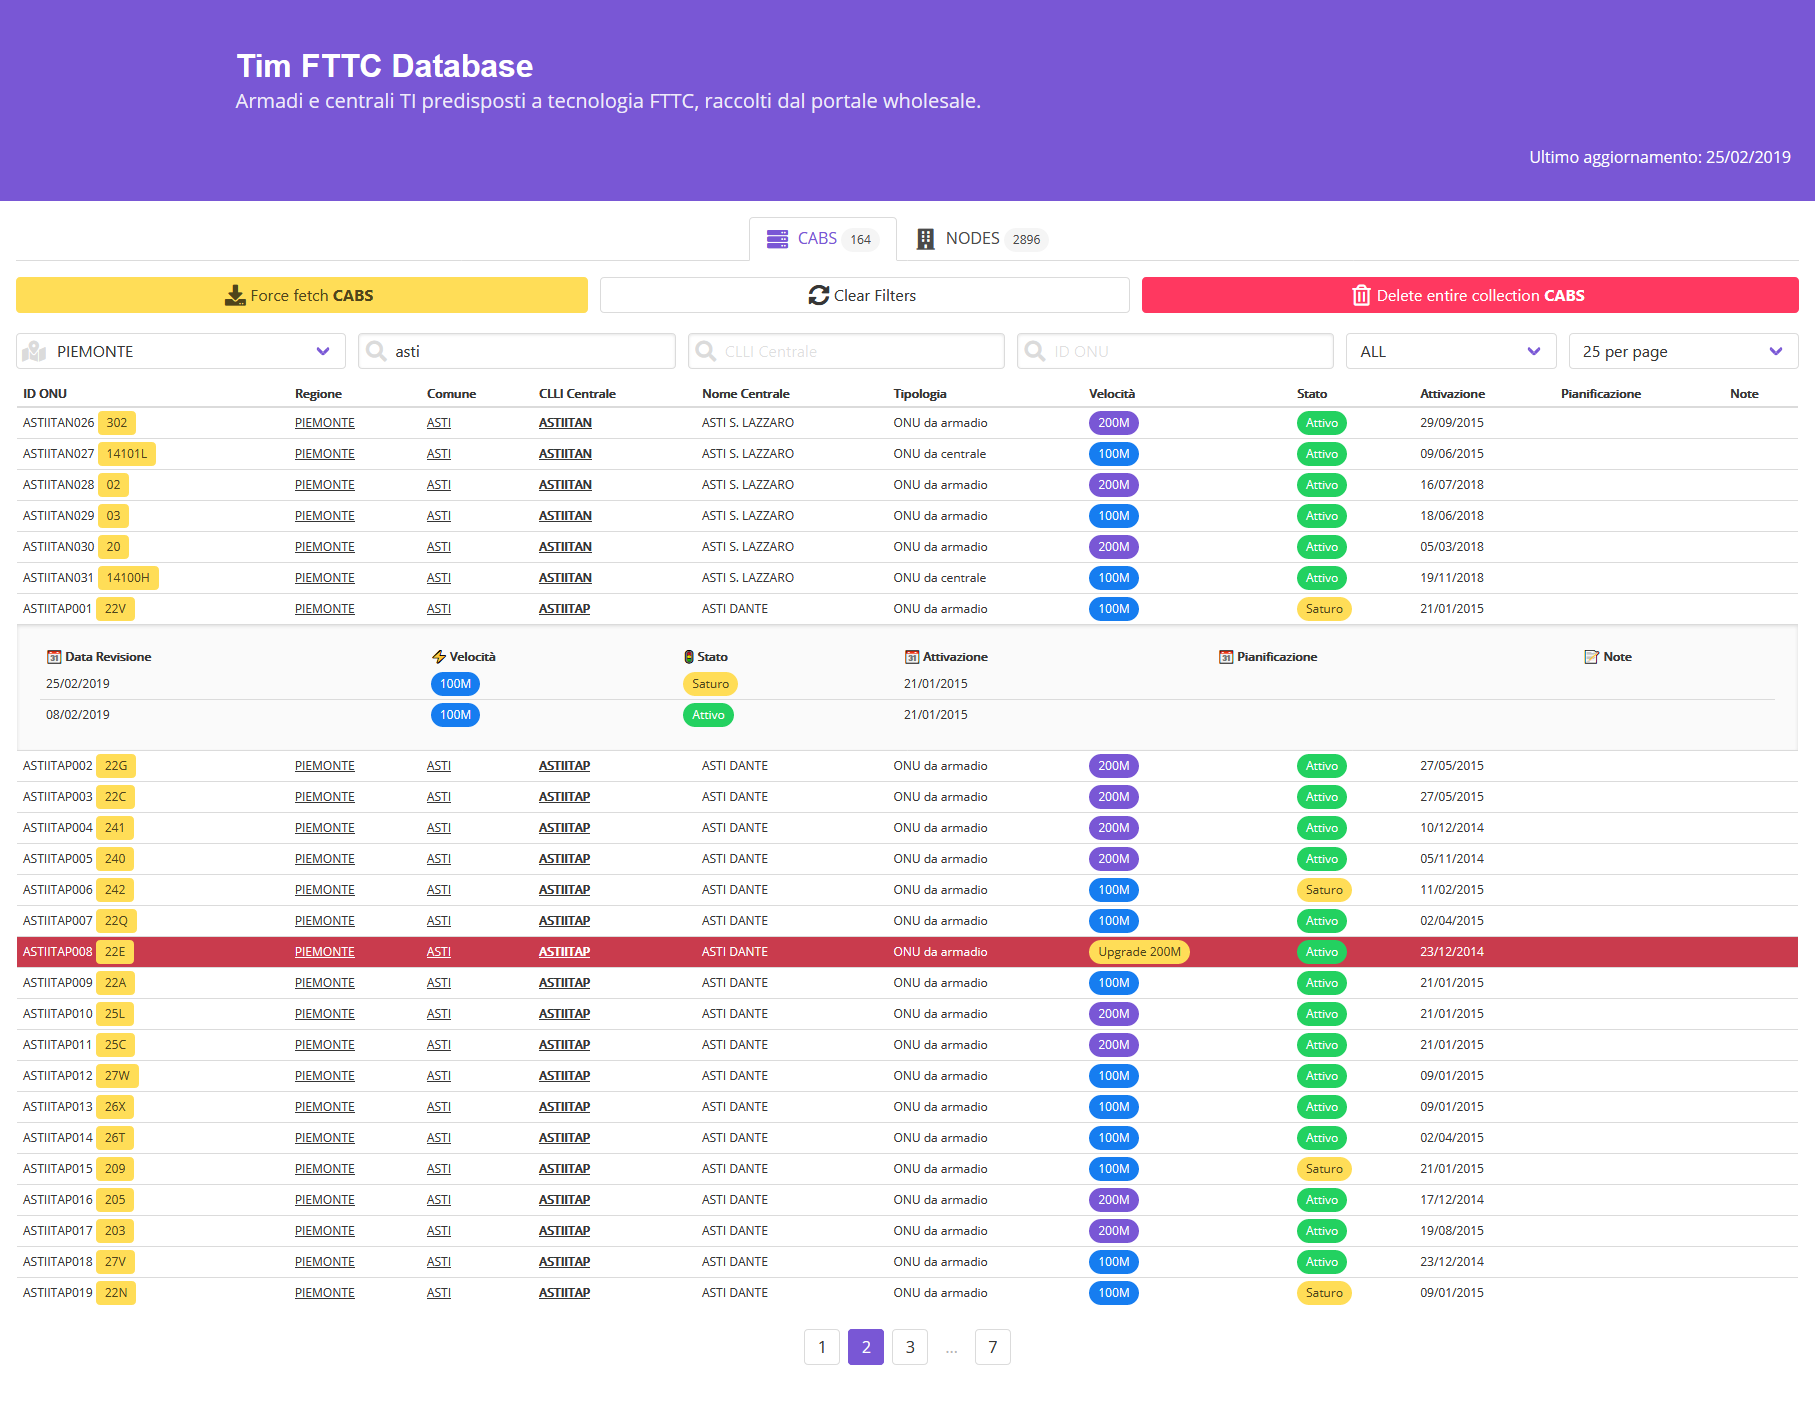 Tim FTTC Database
Armadi e centrali TI predisposti a tecnologia FTTC, raccolti dal portale wholesale.
Ultimo aggiornamento: 25/02/2019
CABS 164 NODES 2896
Force fetch CABS Clear Filters Delete entire collection CABS
PIEMONTE asti CLLI Centrale ID ONU ALL 25 per page
ID ONU Regione Comune CLLI Centrale Nome Centrale Tipologia Velocità Stato Attivazione Pianificazione Note
ASTIITAN026 302 PIEMONTE ASTI ASTIITAN ASTI S. LAZZARO ONU da armadio 200M Attivo 29/09/2015
ASTIITAN027 14101L PIEMONTE ASTI ASTIITAN ASTI S. LAZZARO ONU da centrale 100M Attivo 09/06/2015
ASTIITAN028 02 PIEMONTE ASTI ASTIITAN ASTI S. LAZZARO ONU da armadio 200M Attivo 16/07/2018
ASTIITAN029 03 PIEMONTE ASTI ASTIITAN ASTI S. LAZZARO ONU da armadio 100M Attivo 18/06/2018
ASTIITAN030 20 PIEMONTE ASTI ASTIITAN ASTI S. LAZZARO ONU da armadio 200M Attivo 05/03/2018
ASTIITAN031 14100H PIEMONTE ASTI ASTIITAN ASTI S. LAZZARO ONU da centrale 100M Attivo 19/11/2018
ASTIITAP001 22V PIEMONTE ASTI ASTIITAP ASTI DANTE ONU da armadio 100M Saturo 21/01/2015
Data Revisione Velocità Stato Attivazione Pianificazione Note
25/02/2019 100M Saturo 21/01/2015
08/02/2019 100M Attivo 21/01/2015
ASTIITAP002 22G PIEMONTE ASTI ASTIITAP ASTI DANTE ONU da armadio 200M Attivo 27/05/2015
ASTIITAP003 22C PIEMONTE ASTI ASTIITAP ASTI DANTE ONU da armadio 200M Attivo 27/05/2015
ASTIITAP004 241 PIEMONTE ASTI ASTIITAP ASTI DANTE ONU da armadio 200M Attivo 10/12/2014
ASTIITAP005 240 PIEMONTE ASTI ASTIITAP ASTI DANTE ONU da armadio 200M Attivo 05/11/2014
ASTIITAP006 242 PIEMONTE ASTI ASTIITAP ASTI DANTE ONU da armadio 100M Saturo 11/02/2015
ASTIITAP007 22Q PIEMONTE ASTI ASTIITAP ASTI DANTE ONU da armadio 100M Attivo 02/04/2015
ASTIITAP008 22E PIEMONTE ASTI ASTIITAP ASTI DANTE ONU da armadio Upgrade 200M Attivo 23/12/2014
ASTIITAP009 22A PIEMONTE ASTI ASTIITAP ASTI DANTE ONU da armadio 100M Attivo 21/01/2015
ASTIITAP010 25L PIEMONTE ASTI ASTIITAP ASTI DANTE ONU da armadio 200M Attivo 21/01/2015
ASTIITAP011 25C PIEMONTE ASTI ASTIITAP ASTI DANTE ONU da armadio 200M Attivo 21/01/2015
ASTIITAP012 27W PIEMONTE ASTI ASTIITAP ASTI DANTE ONU da armadio 100M Attivo 09/01/2015
ASTIITAP013 26X PIEMONTE ASTI ASTIITAP ASTI DANTE ONU da armadio 100M Attivo 09/01/2015
ASTIITAP014 26T PIEMONTE ASTI ASTIITAP ASTI DANTE ONU da armadio 100M Attivo 02/04/2015
ASTIITAP015 209 PIEMONTE ASTI ASTIITAP ASTI DANTE ONU da armadio 100M Saturo 21/01/2015
ASTIITAP016 205 PIEMONTE ASTI ASTIITAP ASTI DANTE ONU da armadio 200M Attivo 17/12/2014
ASTIITAP017 203 PIEMONTE ASTI ASTIITAP ASTI DANTE ONU da armadio 200M Attivo 19/08/2015
ASTIITAP018 27V PIEMONTE ASTI ASTIITAP ASTI DANTE ONU da armadio 100M Attivo 23/12/2014
ASTIITAP019 22N PIEMONTE ASTI ASTIITAP ASTI DANTE ONU da armadio 100M Saturo 09/01/2015
1 2 3 ... 7